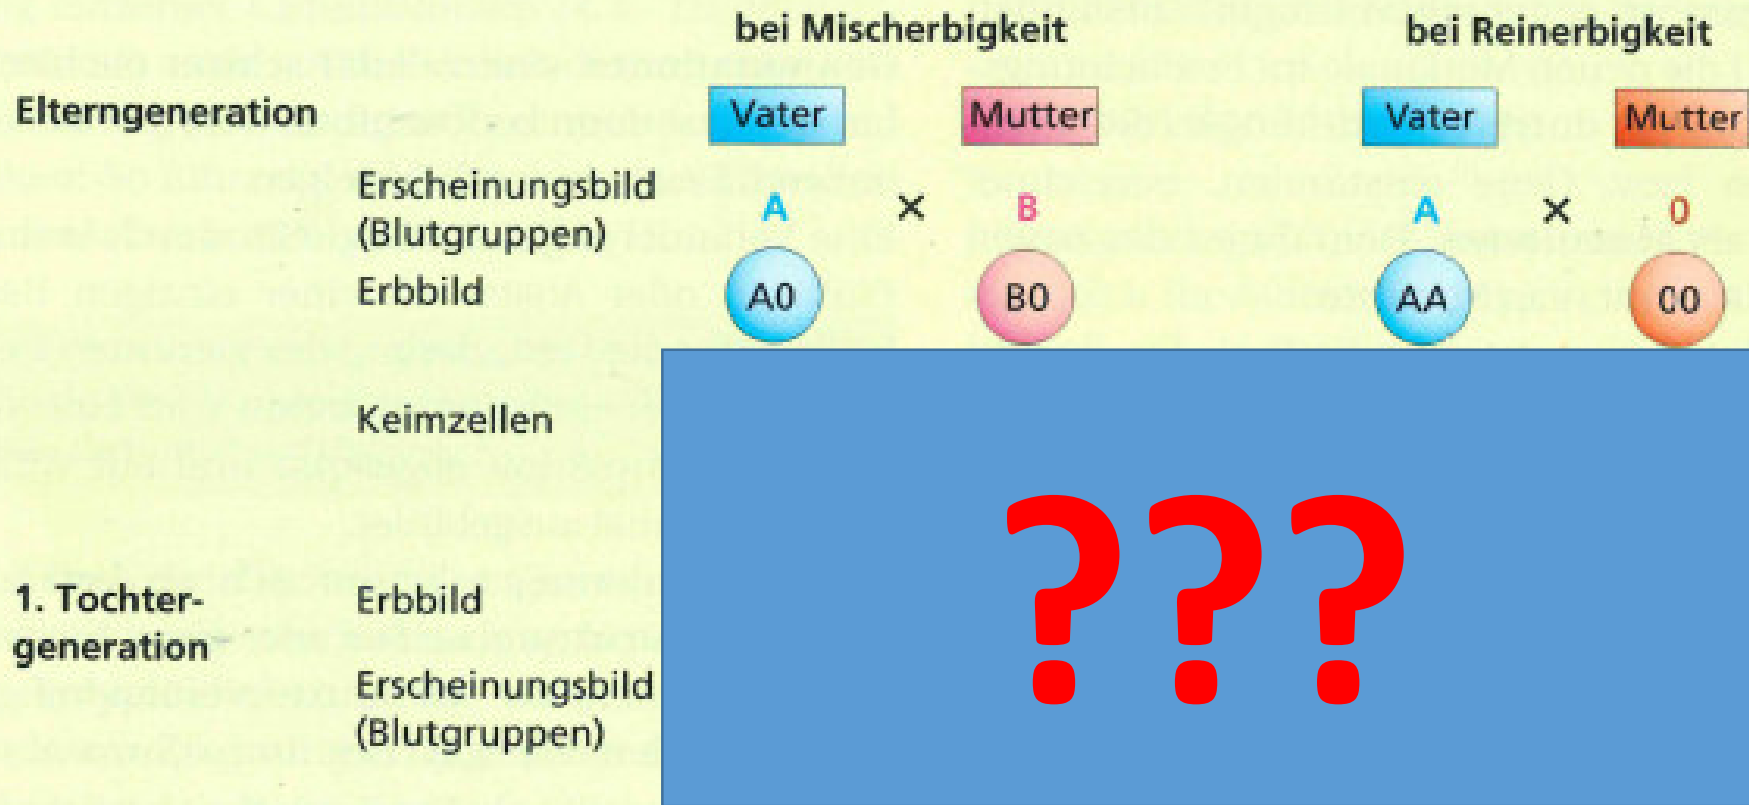 bei Mischerbigkeit bei Reinerbigkeit
Elterngeneration Vater Mutter Vater Mutter
Erscheinungsbild
(Blutgruppen) A × B A × 0
Erbbild A0 B0 AA 00
Keimzellen
???
1. Tochter-
generation
Erbbild
Erscheinungsbild
(Blutgruppen)